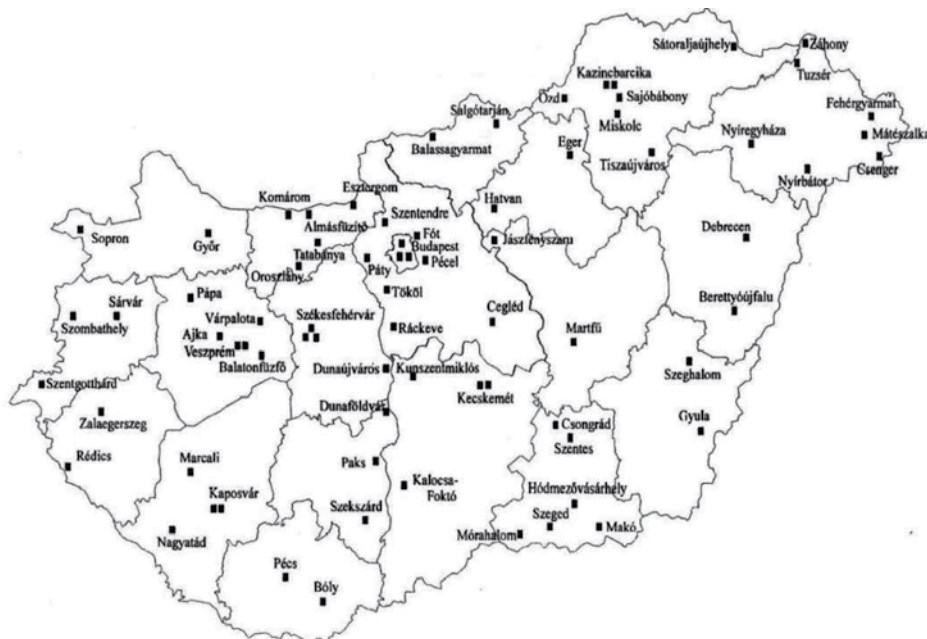 Sátoraljaújhely
Záhony
Tuzsér
Kazincbarcika
Ózd
Sajóbábony
Fehérgyarmat
Salgótarján
Miskolc
Mátészalka
Balassagyarmat
Eger
Nyíregyháza
Tiszaújváros
Csenger
Nyírbátor
Esztergom
Komárom
Hatvan
Szentendre
Almásfüzitő
Fót
Debrecen
Sopron
Győr
Budapest
Jászfényszaru
Tatabánya
Páty
Pécel
Oroszlány
Tököl
Pápa
Sárvár
Cegléd
Berettyóújfalu
Várpalota
Székesfehérvár
Szombathely
Ráckeve
Martfű
Ajka
Veszprém
Balatonfüzfő
Dunaújváros
Kunszentmiklós
Szeghalom
Szentgotthárd
Kecskemét
Dunaföldvár
Zalaegerszeg
Csongrád
Gyula
Szentes
Marcali
Paks
Rédics
Kalocsa-
Foktő
Kaposvár
Hódmezővásárhely
Szekszárd
Szeged
Makó
Mórahalom
Nagyatád
Pécs
Bóly